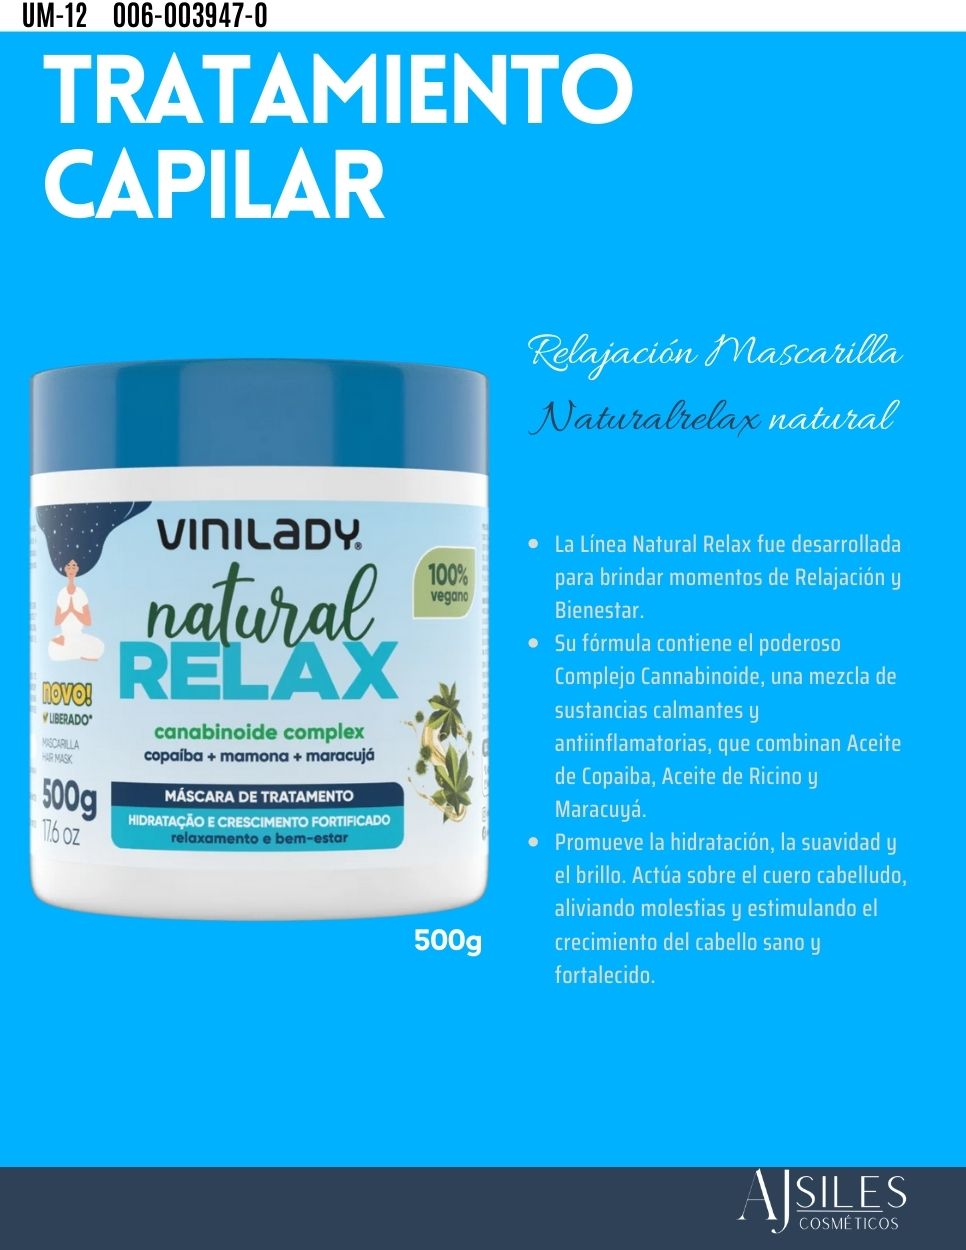 UM-12 006-003947-0
TRATAMIENTO
CAPILAR
Relajación Mascarilla
Naturalrelax natural
VINILADY®
100%
vegano
natural
RELAX
novo!
LIBERADO*
MASCARILLA
HAIR MASK
500g
17.6 OZ
canabinoide complex
copaíba + mamona + maracujá
MÁSCARA DE TRATAMENTO
HIDRATAÇÃO E CRESCIMENTO FORTIFICADO
relaxamento e bem-estar
500g
La Línea Natural Relax fue desarrollada
para brindar momentos de Relajación y
Bienestar.
Su fórmula contiene el poderoso
Complejo Cannabinoide, una mezcla de
sustancias calmantes y
antiinflamatorias, que combinan Aceite
de Copaiba, Aceite de Ricino y
Maracuyá.
Promueve la hidratación, la suavidad y
el brillo. Actúa sobre el cuero cabelludo,
aliviando molestias y estimulando el
crecimiento del cabello sano y
fortalecido.
AJSILES
COSMÉTICOS